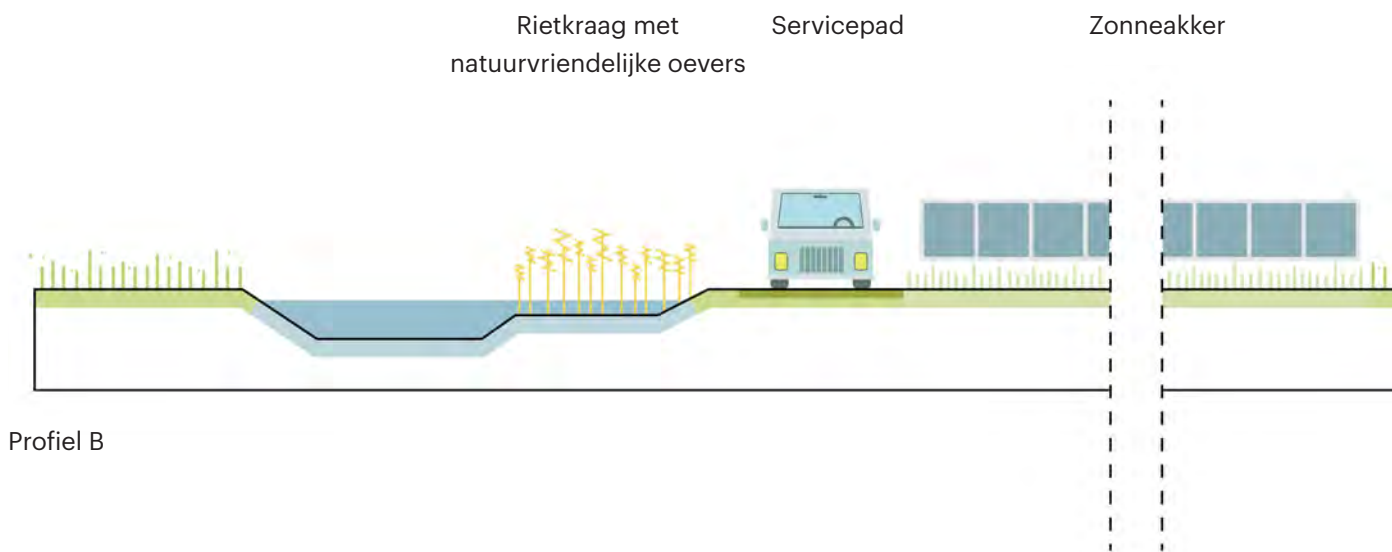 Rietkraag met
natuurvriendelijke oevers
Servicepad
Zonneakker
Profiel B